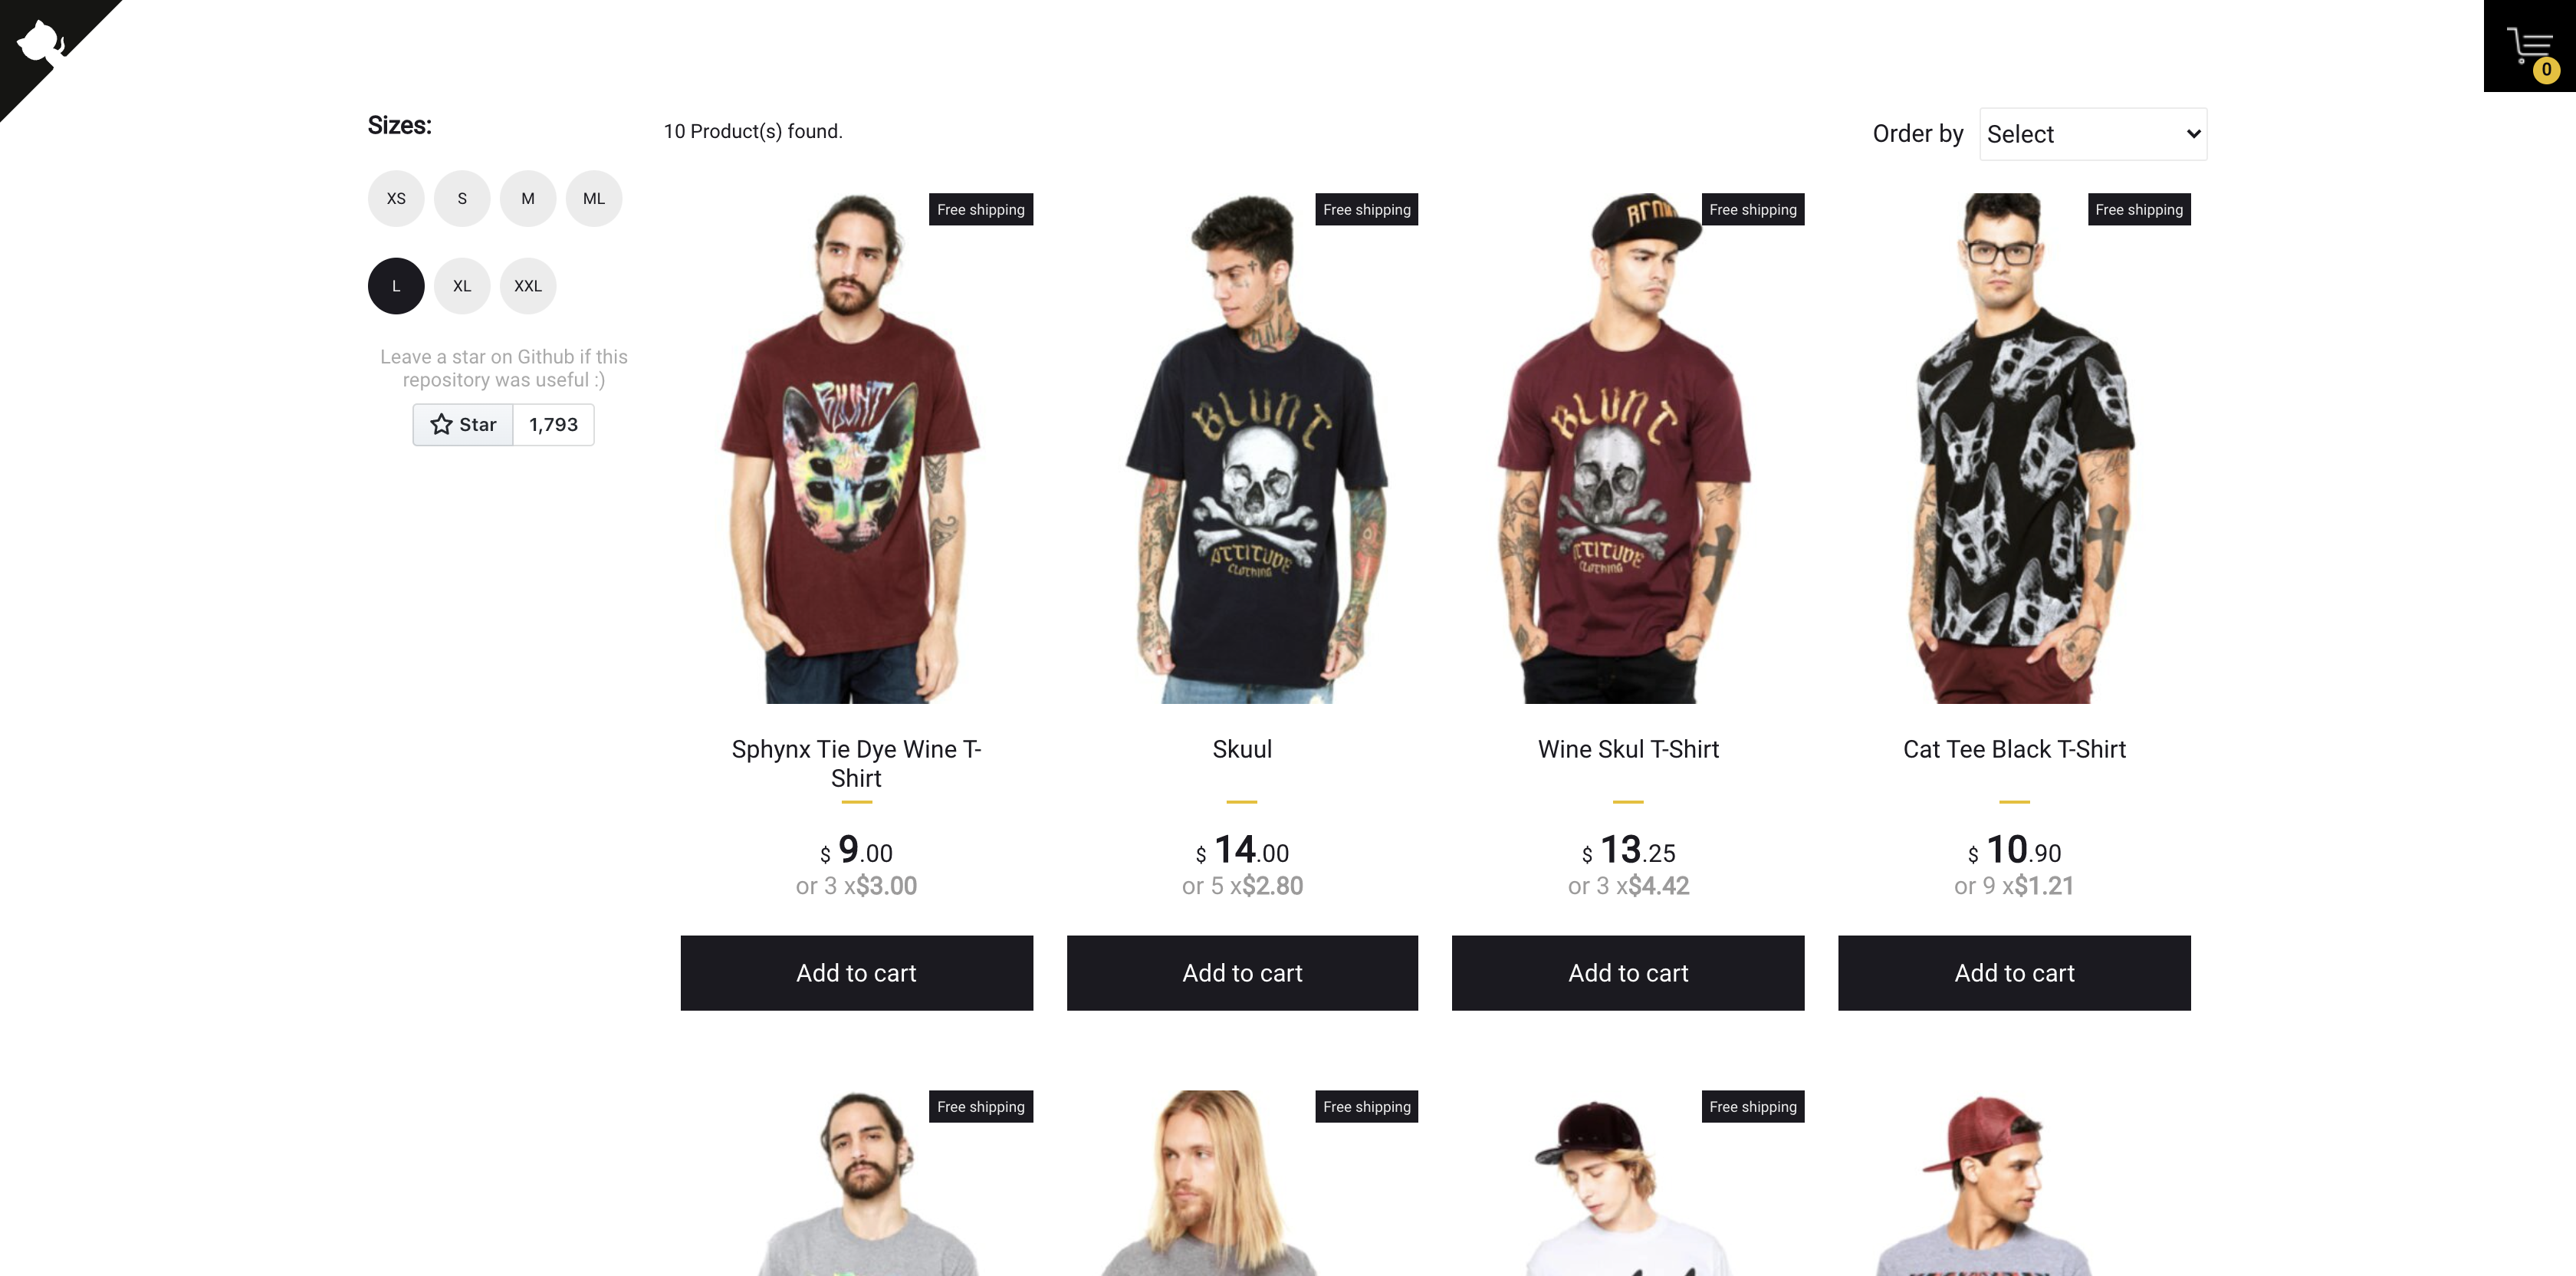 0
Sizes:
10 Product(s) found.
Order by Select
XS S M ML
L XL XXL
Leave a star on Github if this
repository was useful :)
Star 1,793
Free shipping
Free shipping
Free shipping
Free shipping
BLUNT
BLUNT
ATTITUDE
CLOTHING
BLUNT
ATTITUDE
CLOTHING
Sphynx Tie Dye Wine T-
Shirt
$ 9.00
or 3 x$3.00
Add to cart
Skuul
$ 14.00
or 5 x$2.80
Add to cart
Wine Skul T-Shirt
$ 13.25
or 3 x$4.42
Add to cart
Cat Tee Black T-Shirt
$ 10.90
or 9 x$1.21
Add to cart
Free shipping
Free shipping
Free shipping